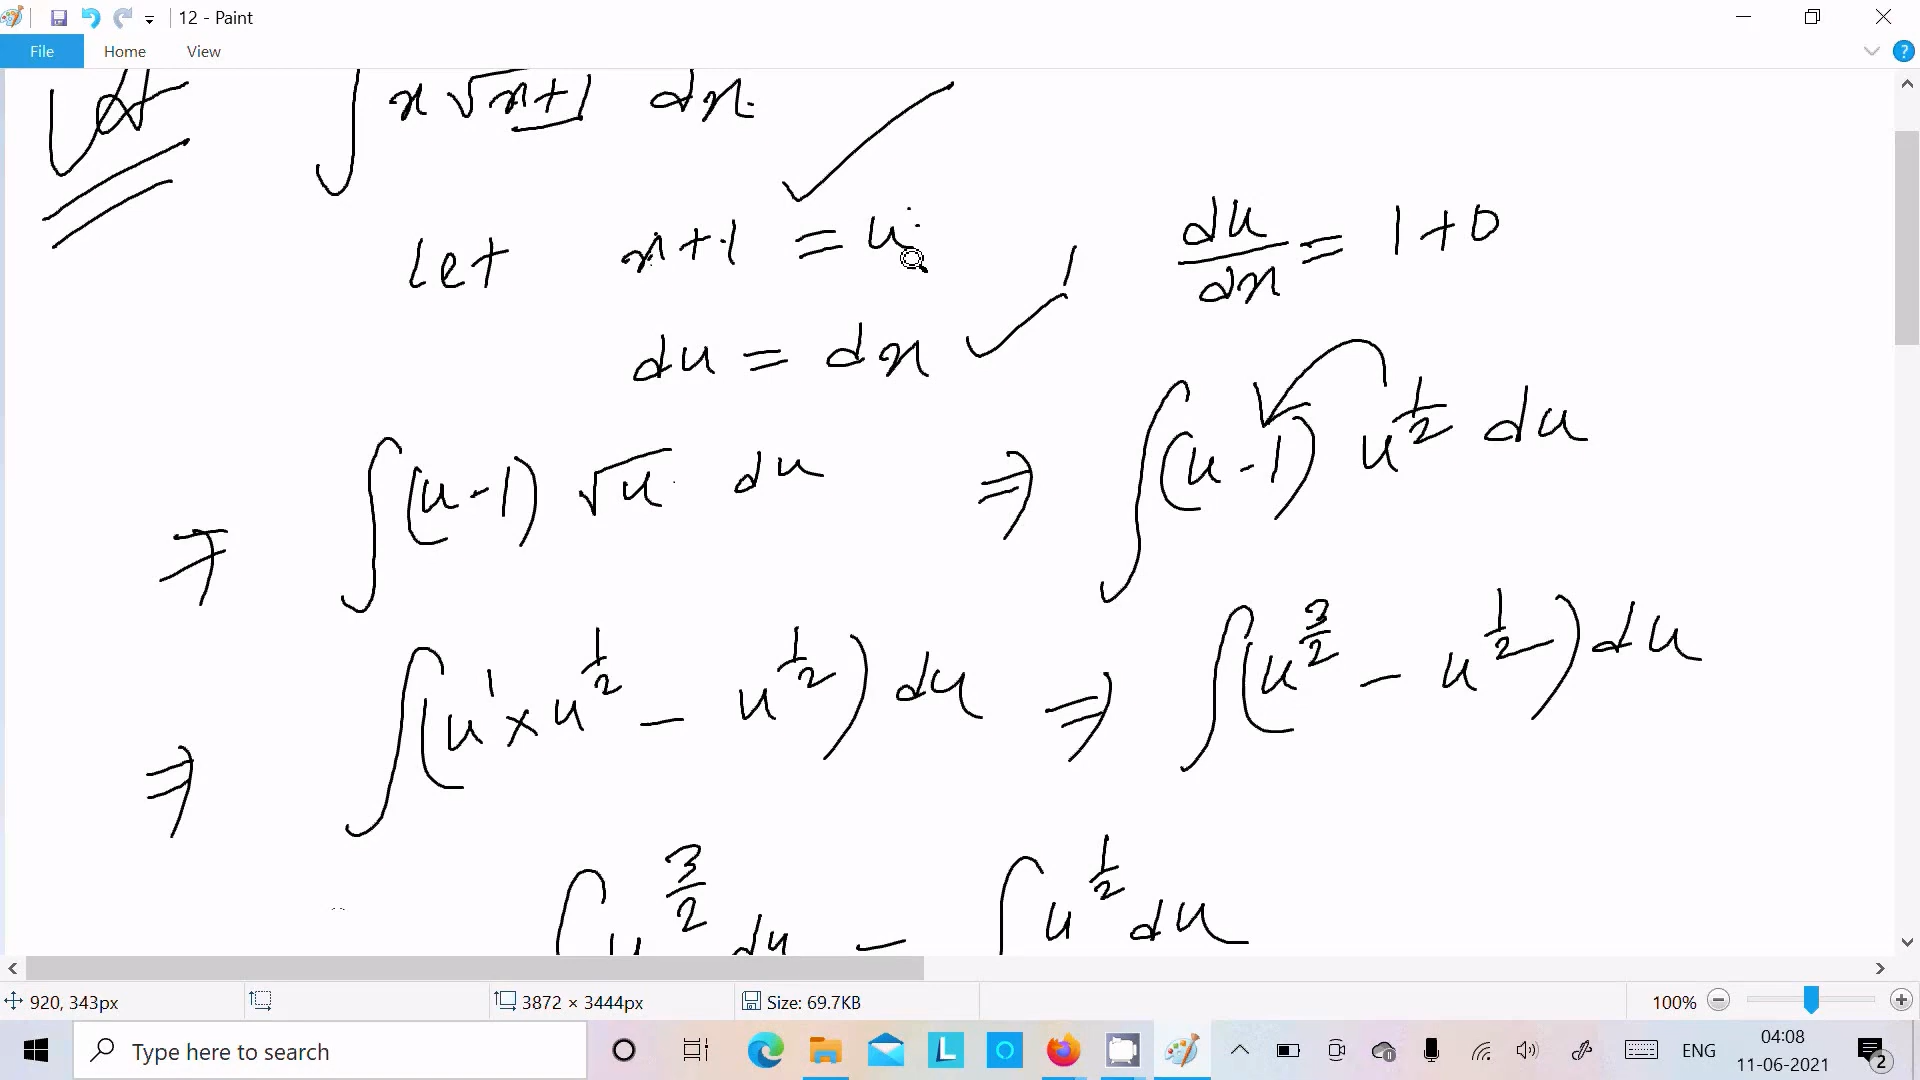 12 - Paint
File Home View
∫ x √x+1 dx.
Let x+1 = u
du/dx = 1+0
du = dx
⇒ ∫(u-1) √u du ⇒ ∫(u-1) u^1/2 du
⇒ ∫(u^1 × u^1/2 - u^1/2) du ⇒ ∫(u^3/2 - u^1/2) du
∫ u^3/2 du - ∫ u^1/2 du
920, 343px 3872 × 3444px Size: 69.7KB 100%
Type here to search
L
ENG
04:08
11-06-2021
2